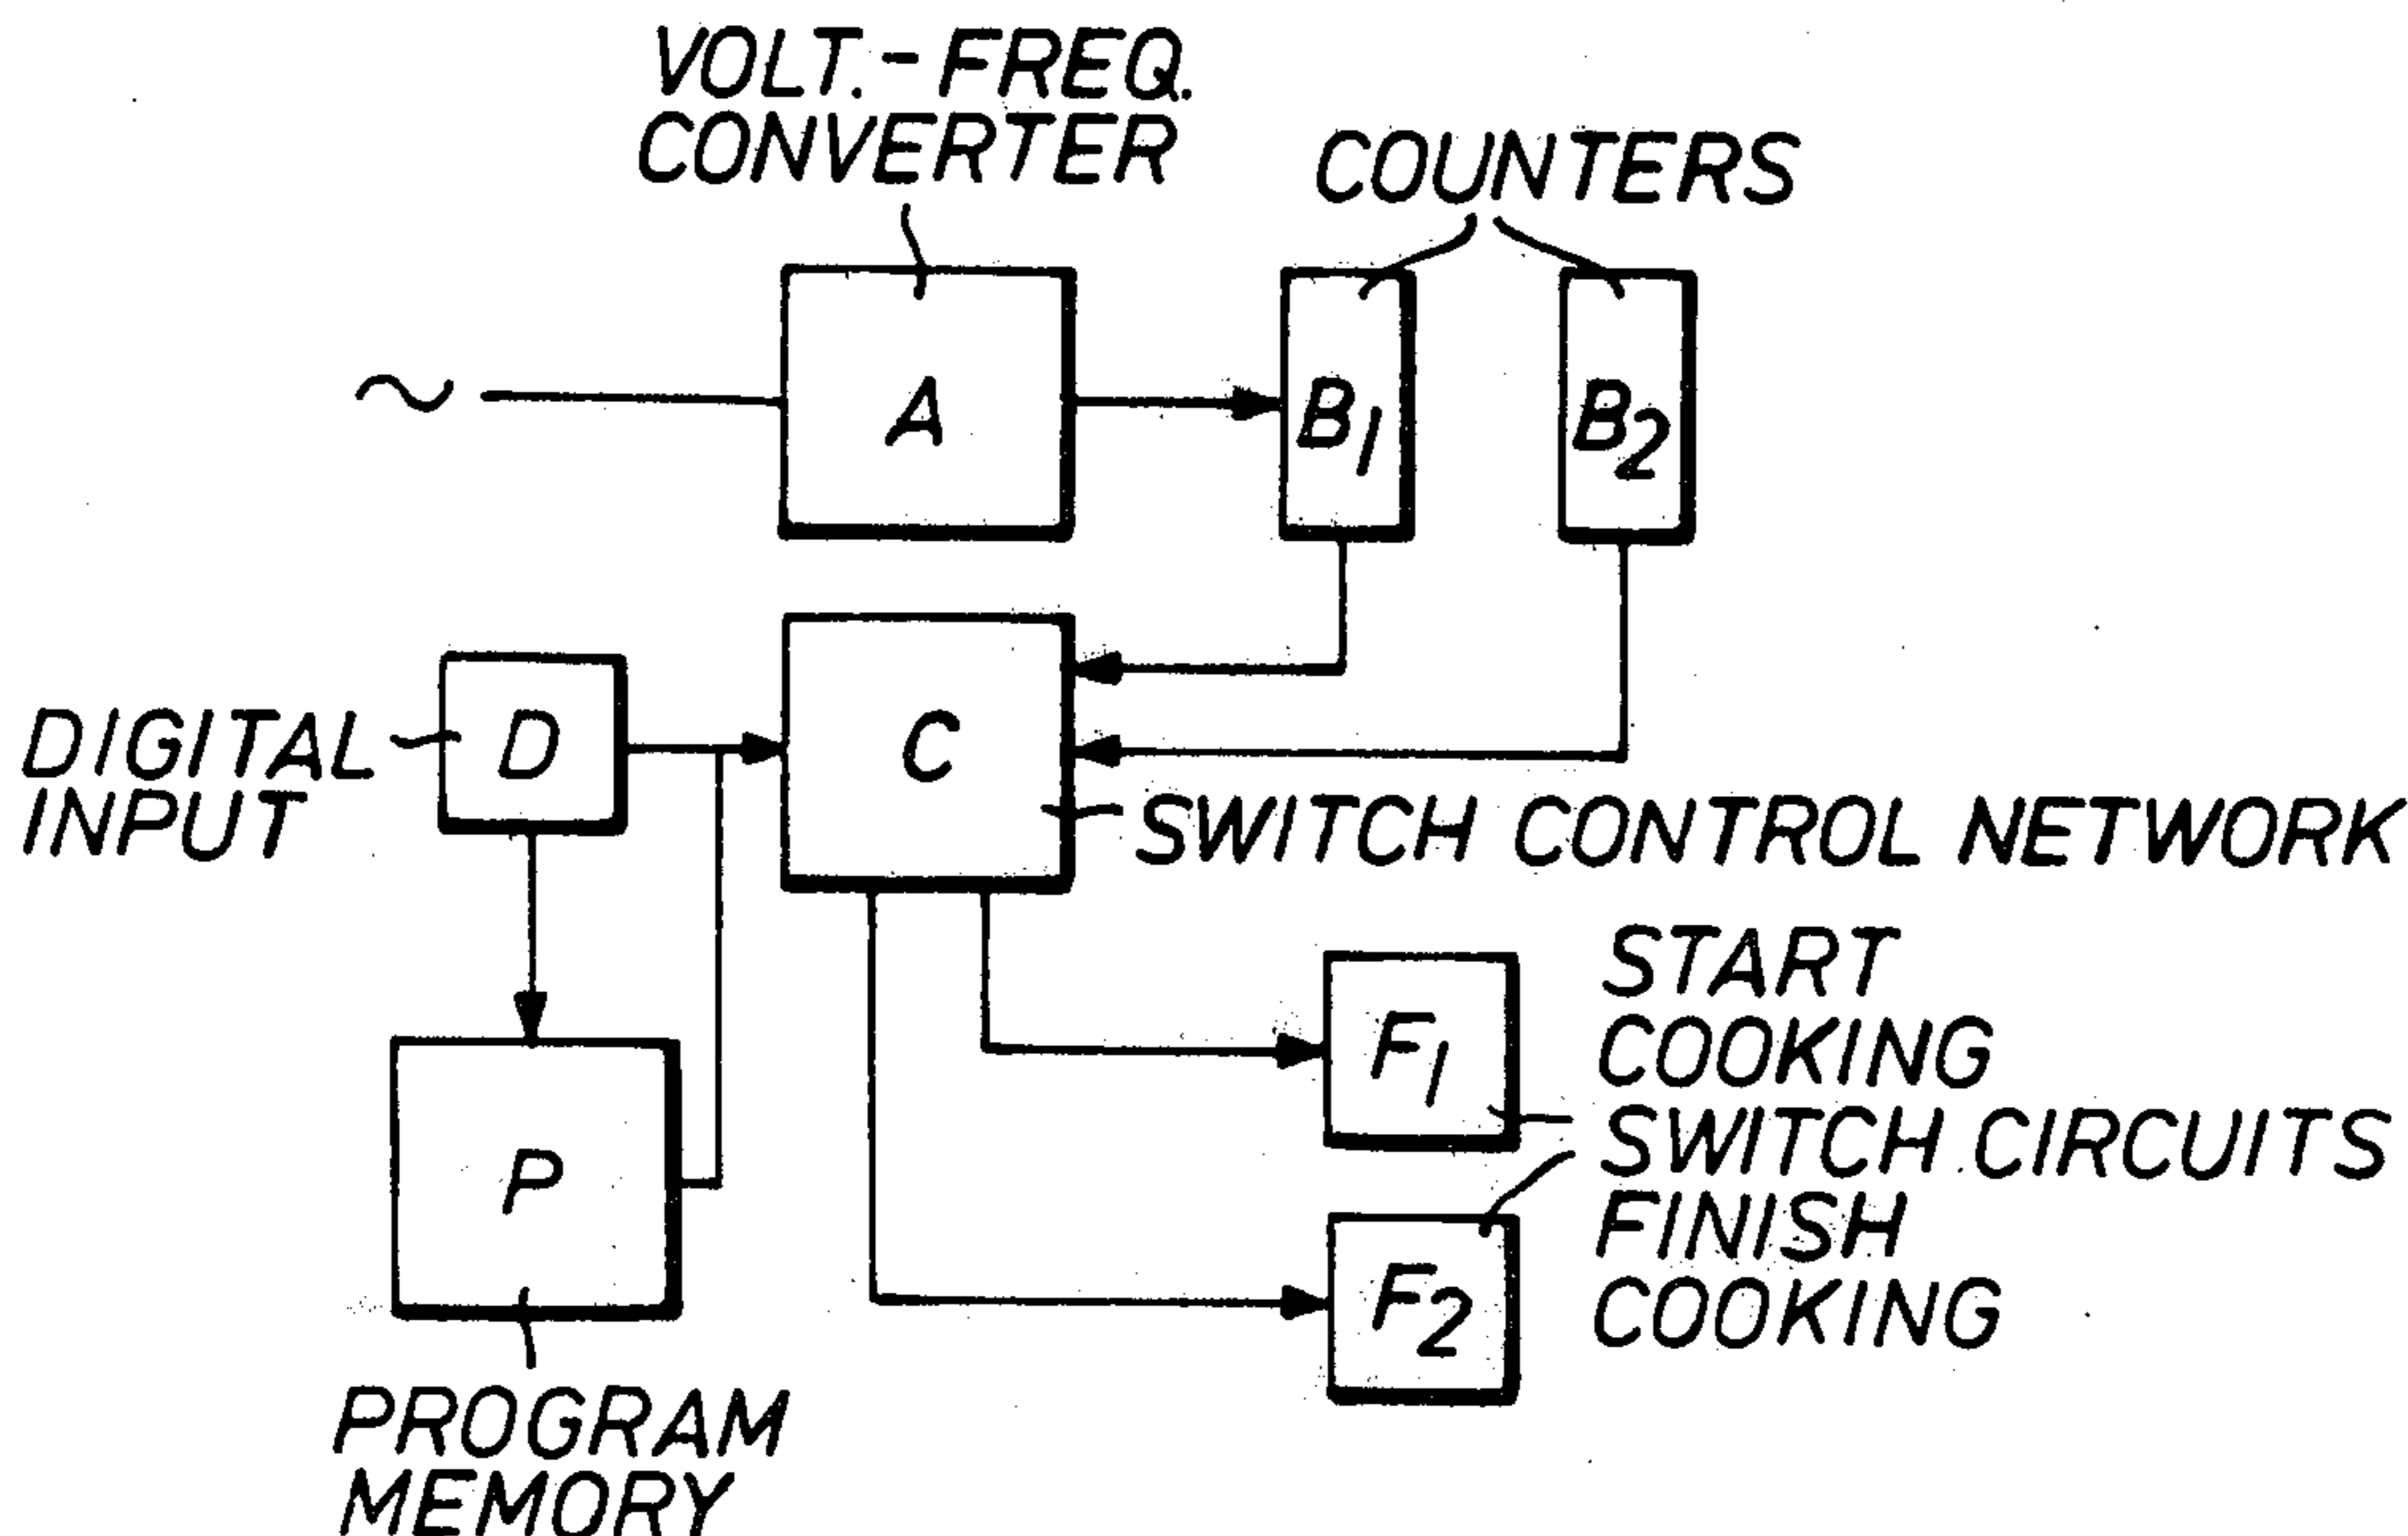 VOLT.-FREQ.
CONVERTER
COUNTERS
A
B1
B2
DIGITAL
INPUT
D
C
SWITCH CONTROL NETWORK
P
F1
START
COOKING
SWITCH CIRCUITS
FINISH
COOKING
F2
PROGRAM
MEMORY